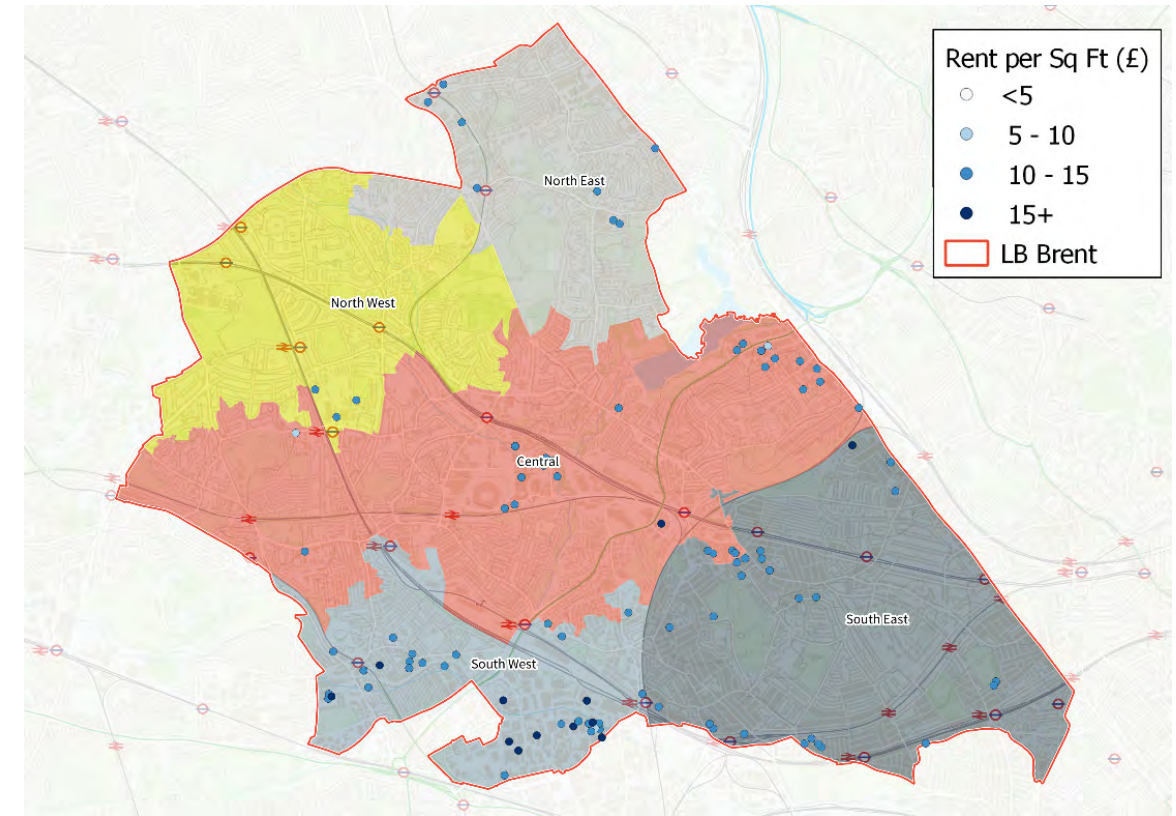 Rent per Sq Ft (£)
<5
5 - 10
10 - 15
15+
LB Brent
North East
North West
Central
South East
South West